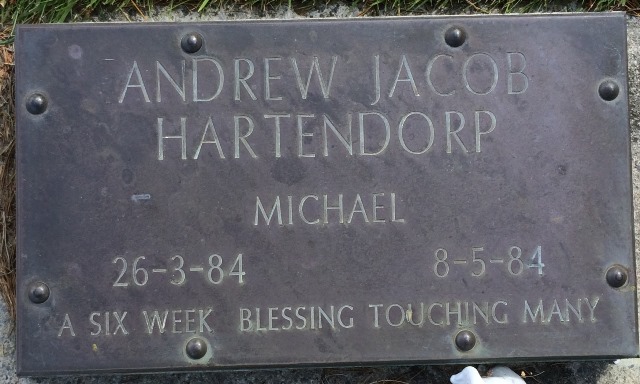 ANDREW JACOB
HARTENDORP
MICHAEL
26-3-84 8-5-84
A SIX WEEK BLESSING TOUCHING MANY